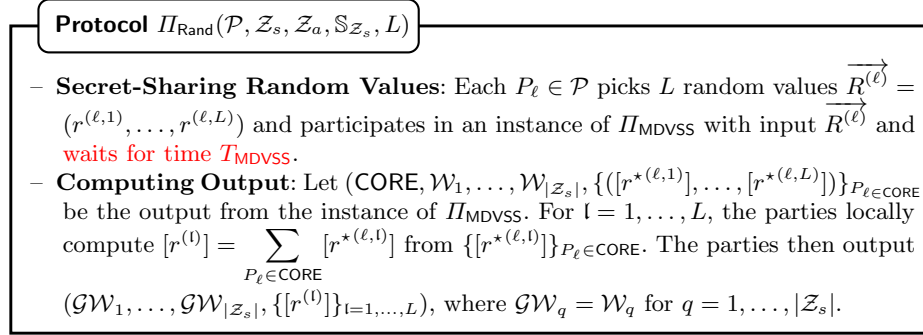 Protocol Π_Rand(𝒫, 𝒵_s, 𝒵_a, 𝕊_{𝒵_s}, L)
– Secret-Sharing Random Values: Each P_ℓ ∈ 𝒫 picks L random values \overrightarrow{R^{(ℓ)}} =
(r^{(ℓ,1)}, . . . , r^{(ℓ,L)}) and participates in an instance of Π_MDVSS with input \overrightarrow{R^{(ℓ)}} and
waits for time T_MDVSS.
– Computing Output: Let (CORE, 𝒲_1, . . . , 𝒲_{|𝒵_s|}, {([r^{⋆(ℓ,1)}], . . . , [r^{⋆(ℓ,L)}])}_{P_ℓ∈CORE}
be the output from the instance of Π_MDVSS. For 𝔩 = 1, . . . , L, the parties locally
compute [r^{(𝔩)}] = \sum_{P_ℓ∈CORE} [r^{⋆(ℓ,𝔩)}] from {[r^{⋆(ℓ,𝔩)}]}_{P_ℓ∈CORE}. The parties then output
(𝒢𝒲_1, . . . , 𝒢𝒲_{|𝒵_s|}, {[r^{(𝔩)}]}_{𝔩=1,...,L}), where 𝒢𝒲_q = 𝒲_q for q = 1, . . . , |𝒵_s|.